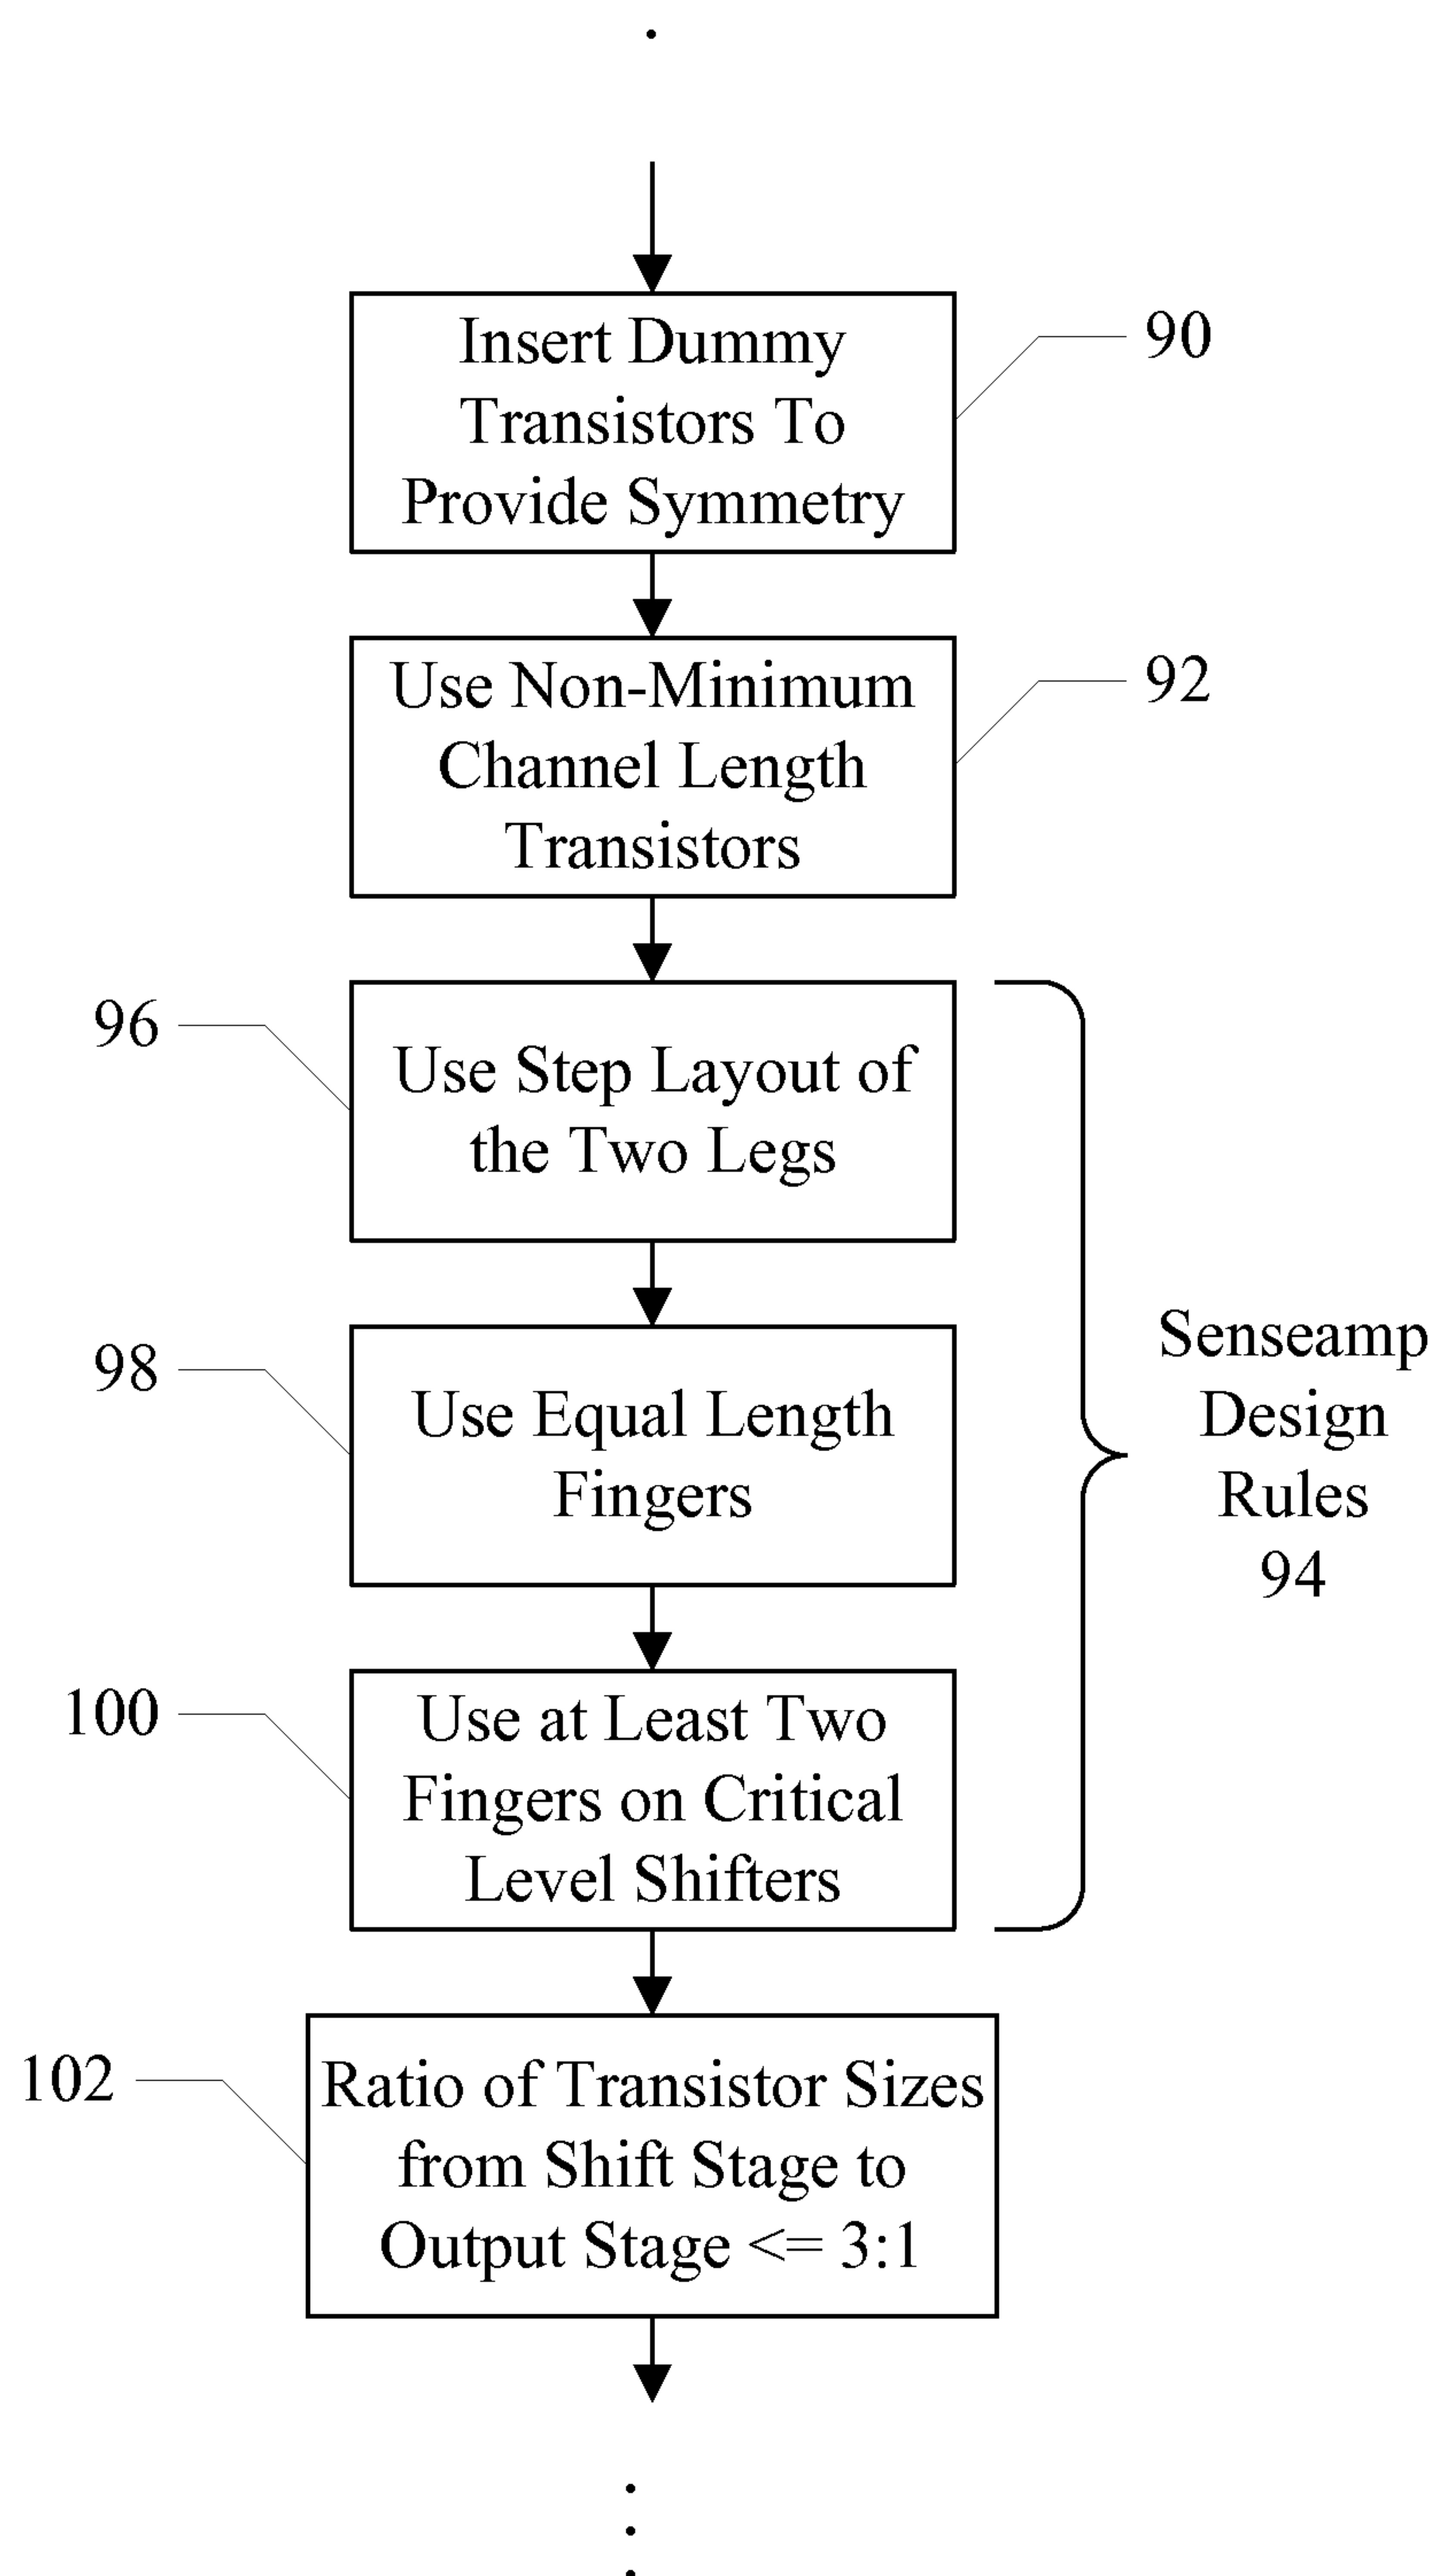 Insert Dummy
Transistors To
Provide Symmetry
90
Use Non-Minimum
Channel Length
Transistors
92
96
Use Step Layout of
the Two Legs
98
Use Equal Length
Fingers
Senseamp
Design
Rules
94
100
Use at Least Two
Fingers on Critical
Level Shifters
102
Ratio of Transistor Sizes
from Shift Stage to
Output Stage <= 3:1